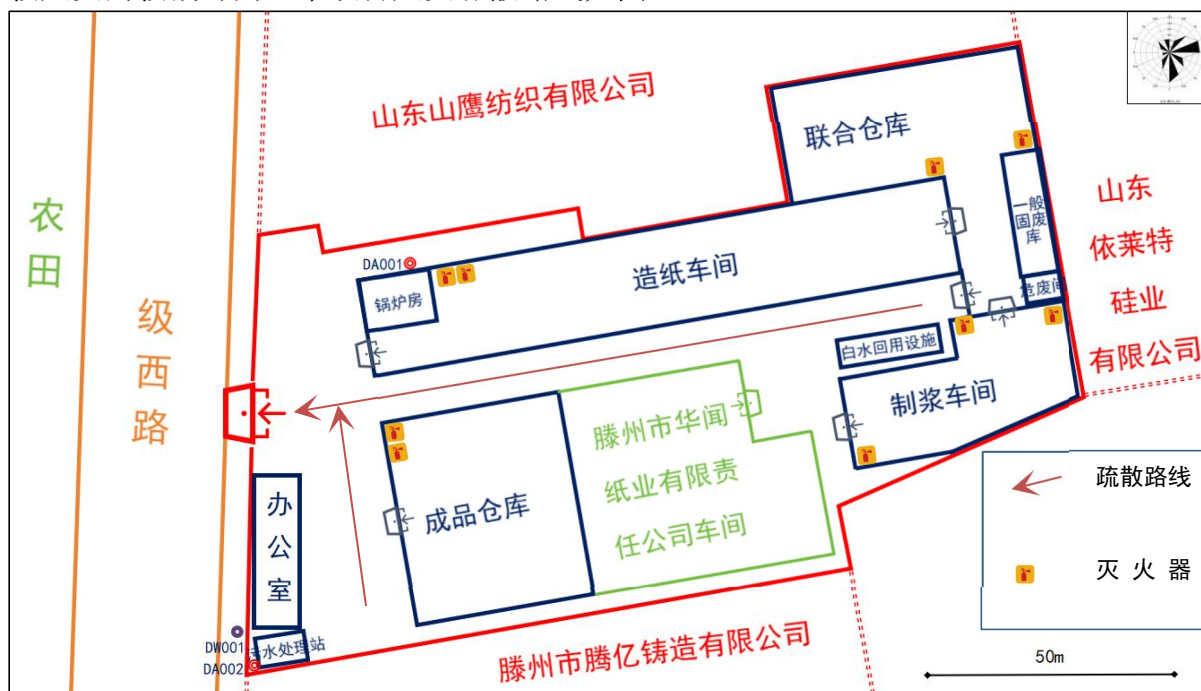 山东山鹰纺织有限公司
联合仓库
农田
级西路
山东
依莱特
硅业
有限公司
一般固废库
危废间
DA001
锅炉房
造纸车间
白水回用设施
制浆车间
滕州市华闻
纸业有限责
任公司车间
成品仓库
办公室
DW001
水处理站
DA002
滕州市腾亿铸造有限公司
疏散路线
灭火器
50m